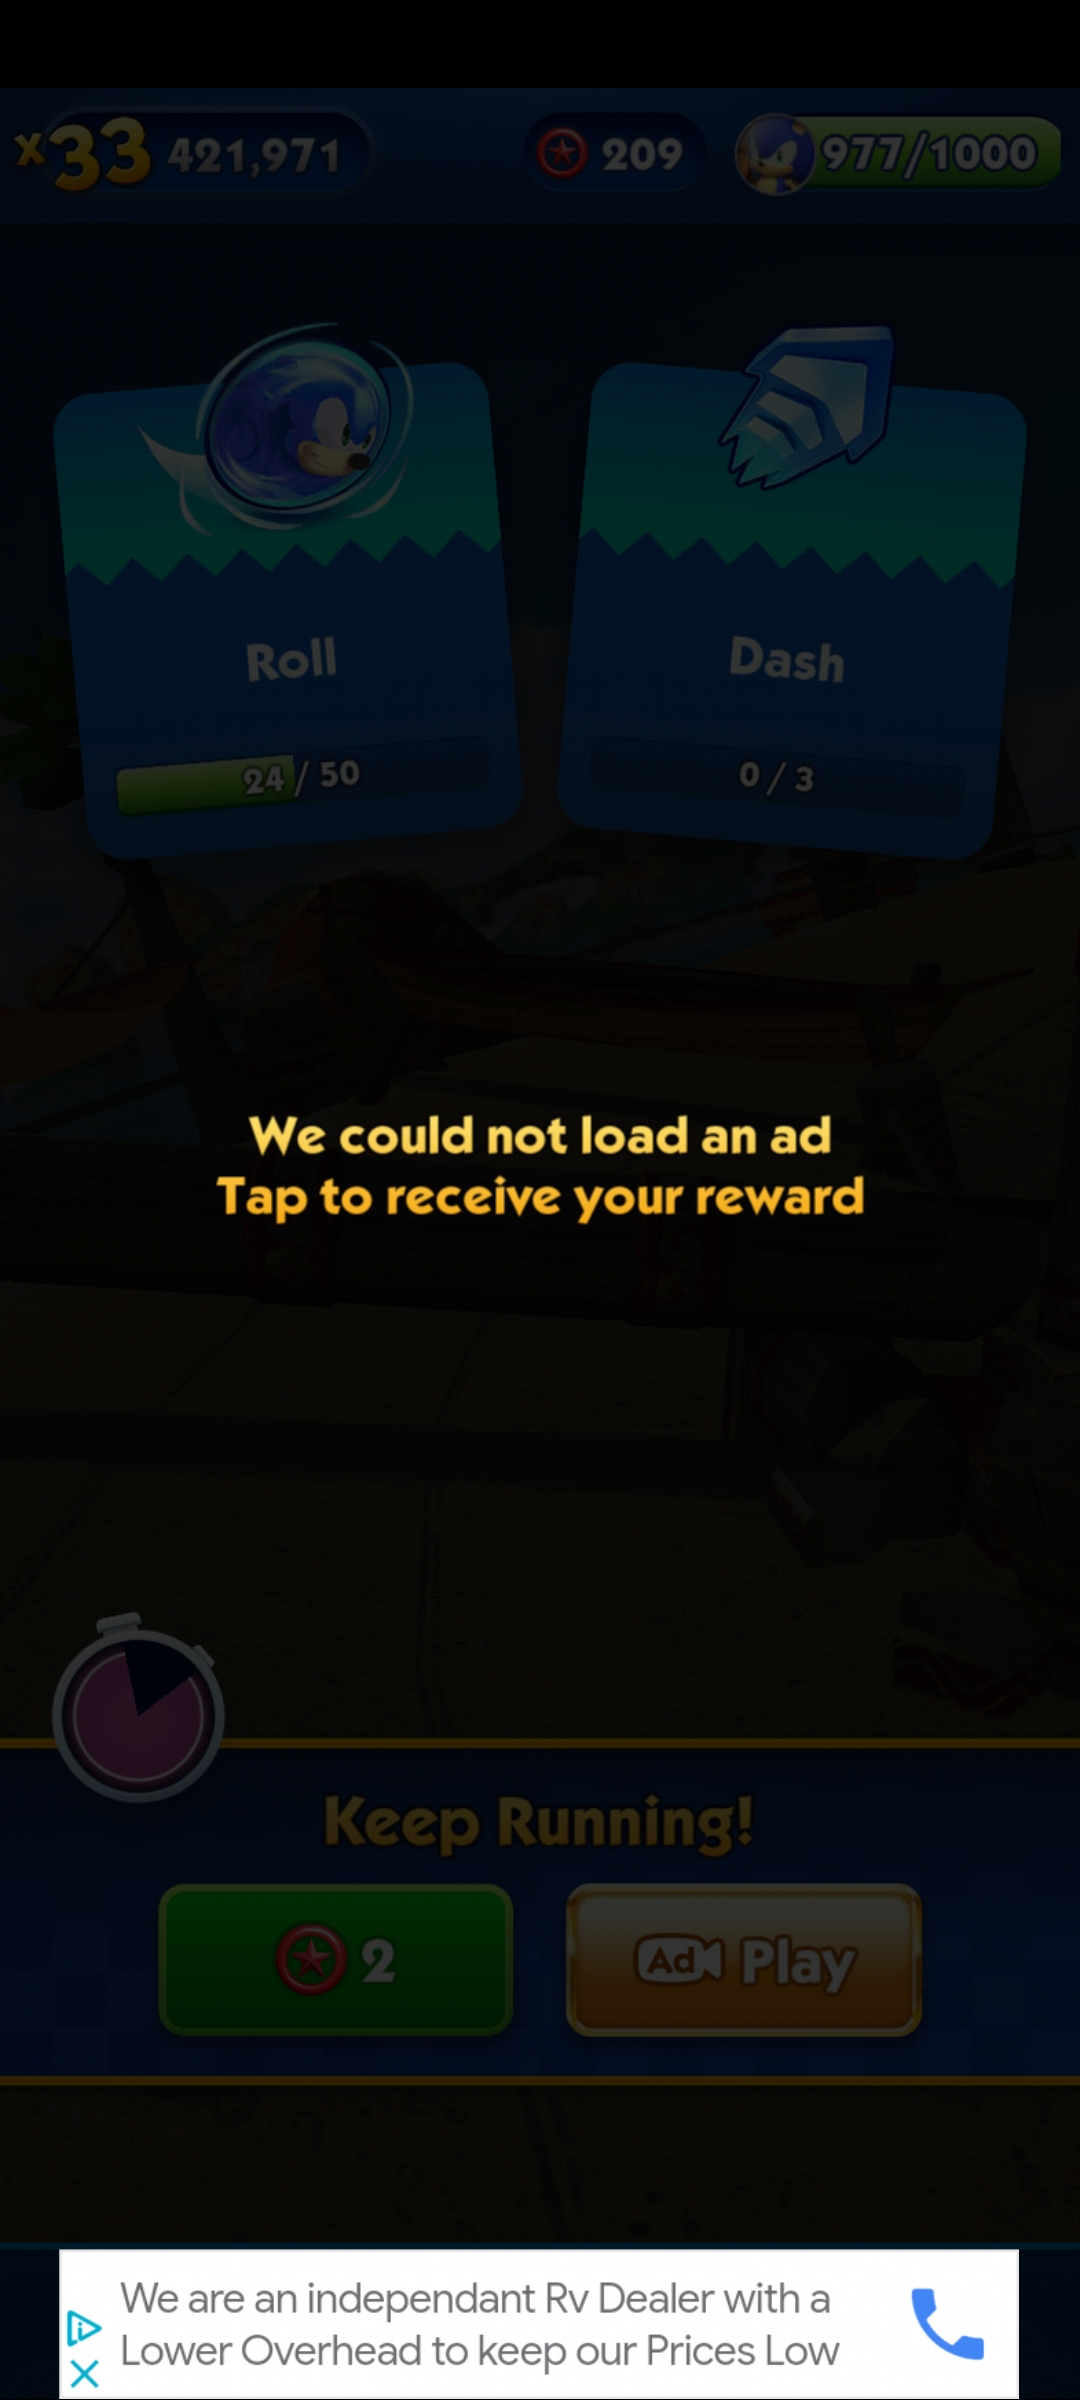 x33 421,971 209 977/1000
Roll Dash
24 / 50 0 / 3
We could not load an ad
Tap to receive your reward
Keep Running!
2 Ad Play
We are an independant Rv Dealer with a
Lower Overhead to keep our Prices Low